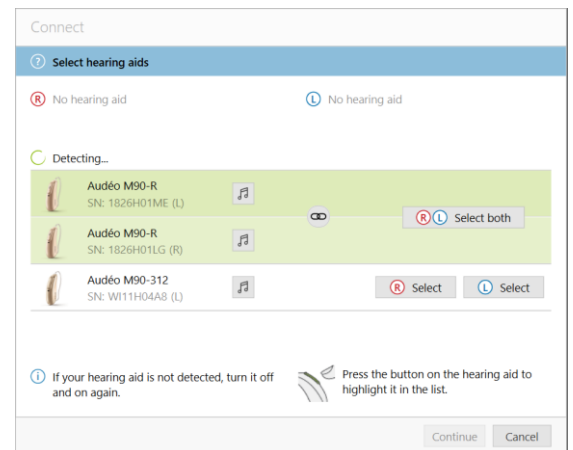 Connect
? Select hearing aids
R No hearing aid
L No hearing aid
Detecting...
Audéo M90-R
SN: 1826H01ME (L)
R L Select both
Audéo M90-R
SN: 1826H01LG (R)
Audéo M90-312
SN: WI11H04A8 (L)
R Select
L Select
i If your hearing aid is not detected, turn it off
and on again.
Press the button on the hearing aid to
highlight it in the list.
Continue
Cancel